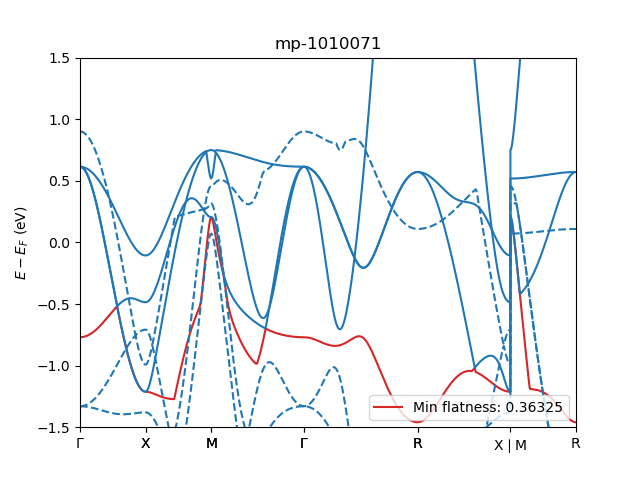 mp-1010071
E − E_F (eV)
1.5
1.0
0.5
0.0
−0.5
−1.0
−1.5
Min flatness: 0.36325
Γ X M Γ R X | M R